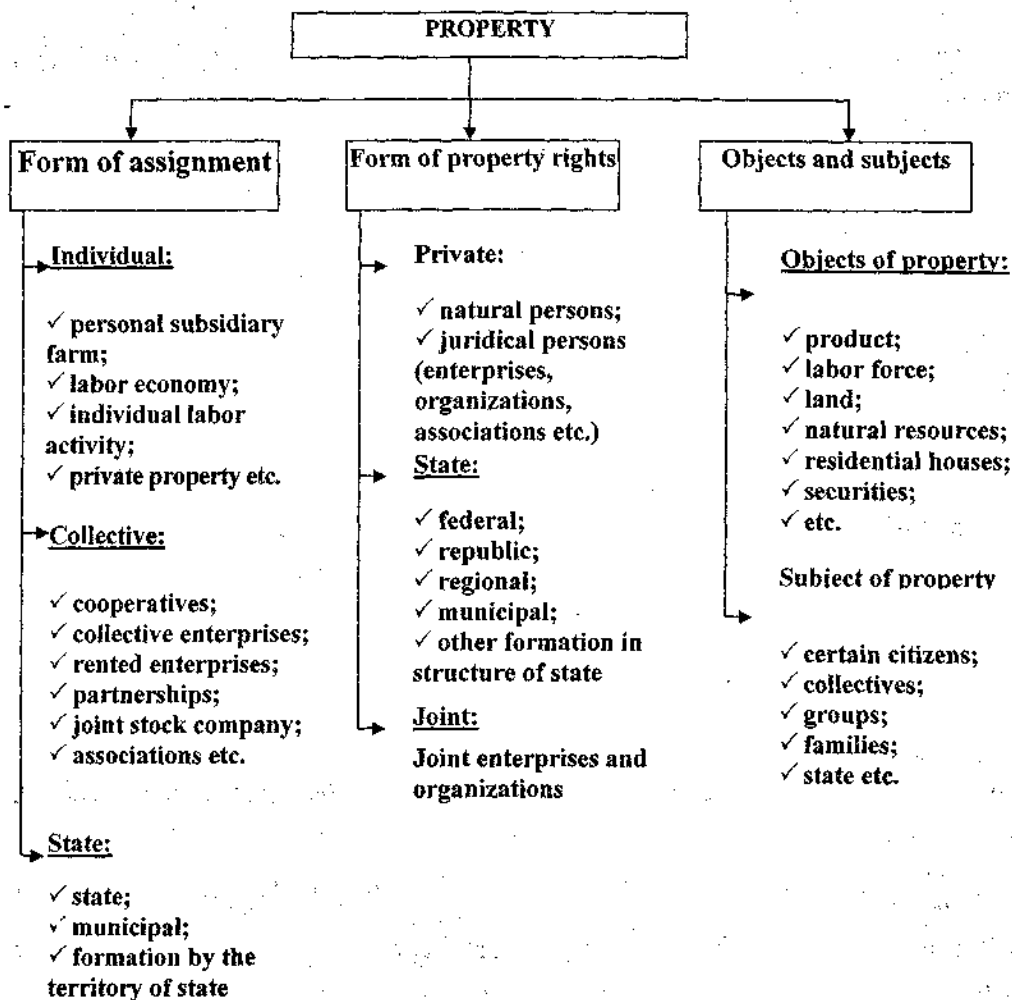 PROPERTY
Form of assignment
Individual:
✓ personal subsidiary
farm;
✓ labor economy;
✓ individual labor
activity;
✓ private property etc.
Collective:
✓ cooperatives;
✓ collective enterprises;
✓ rented enterprises;
✓ partnerships;
✓ joint stock company;
✓ associations etc.
State:
✓ state;
✓ municipal;
✓ formation by the
territory of state
Form of property rights
Private:
✓ natural persons;
✓ juridical persons
(enterprises,
organizations,
associations etc.)
State:
✓ federal;
✓ republic;
✓ regional;
✓ municipal;
✓ other formation in
structure of state
Joint:
Joint enterprises and
organizations
Objects and subjects
Objects of property:
✓ product;
✓ labor force;
✓ land;
✓ natural resources;
✓ residential houses;
✓ securities;
✓ etc.
Subject of property
✓ certain citizens;
✓ collectives;
✓ groups;
✓ families;
✓ state etc.